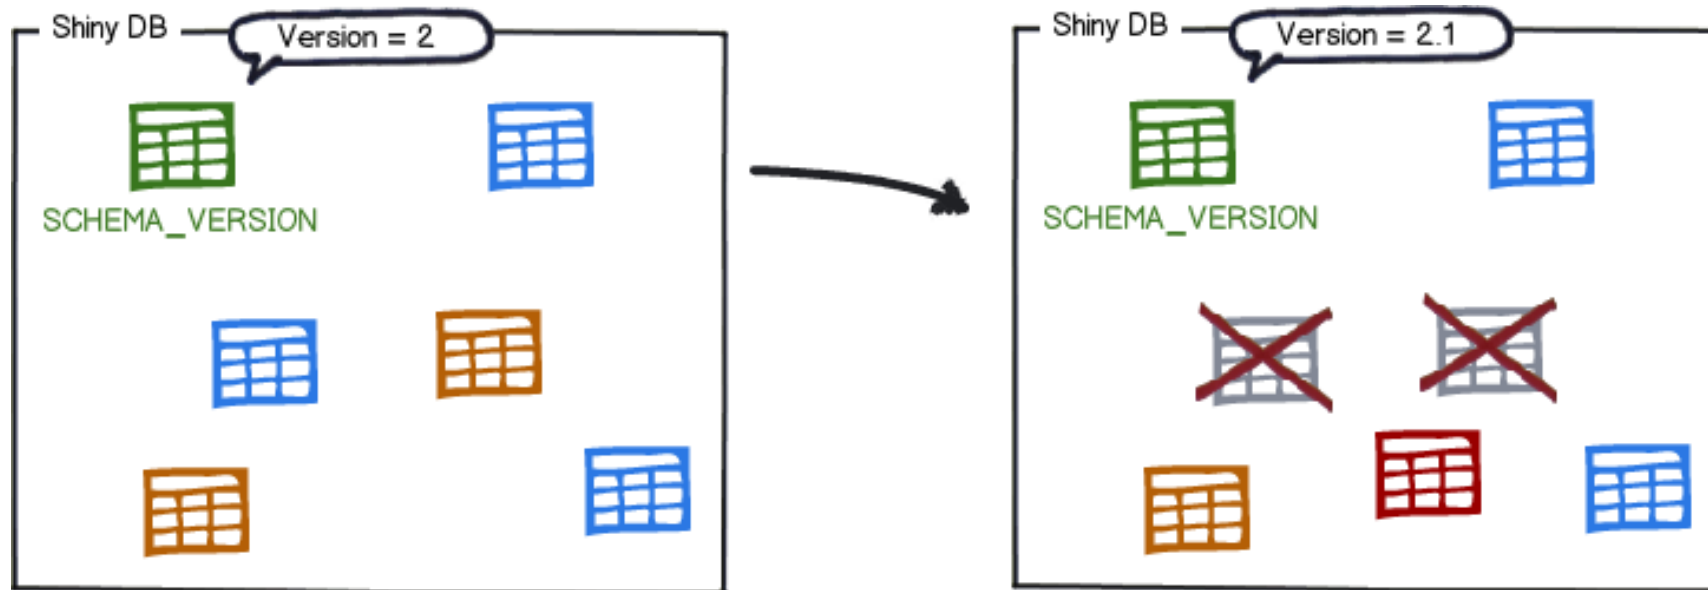 Shiny DB
Version = 2
SCHEMA_VERSION
Shiny DB
Version = 2.1
SCHEMA_VERSION